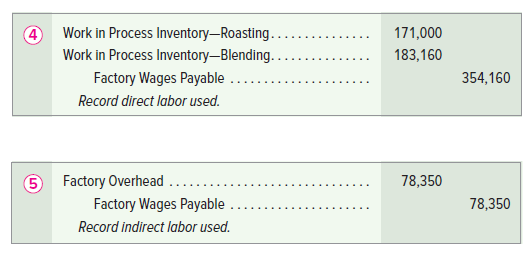 4 Work in Process Inventory—Roasting. . . . . . . . . . . . . . . 171,000
Work in Process Inventory—Blending. . . . . . . . . . . . . . . 183,160
Factory Wages Payable . . . . . . . . . . . . . . . . . . . . . 354,160
Record direct labor used.
5 Factory Overhead . . . . . . . . . . . . . . . . . . . . . . . . . . . . . . 78,350
Factory Wages Payable . . . . . . . . . . . . . . . . . . . . . 78,350
Record indirect labor used.